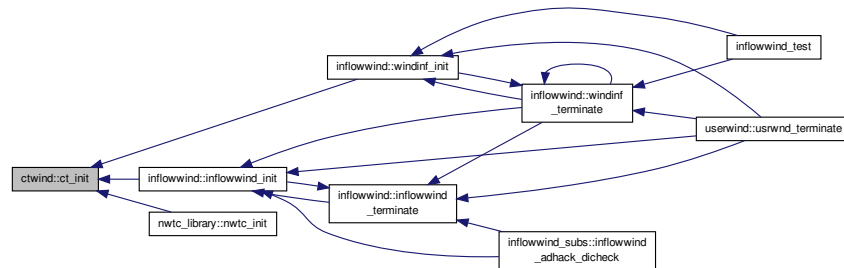 ctwind::ct_init
inflowwind::windinf_init
inflowwind::inflowwind_init
nwtc_library::nwtc_init
inflowwind::windinf
_terminate
inflowwind::inflowwind
_terminate
inflowwind_subs::inflowwind
_adhack_dicheck
inflowwind_test
userwind::usrwnd_terminate